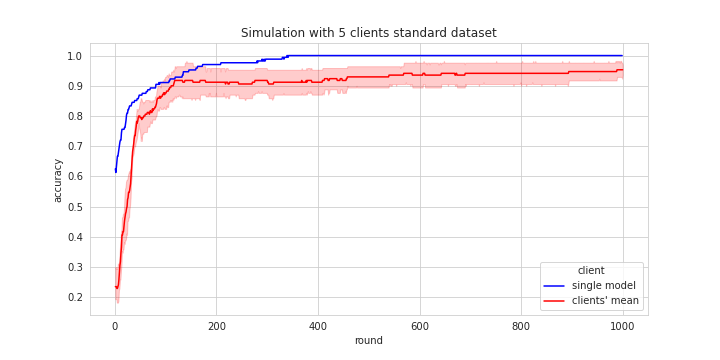 Simulation with 5 clients standard dataset
accuracy
1.0
0.9
0.8
0.7
0.6
0.5
0.4
0.3
0.2
0
200
400
600
800
1000
round
client
single model
clients' mean